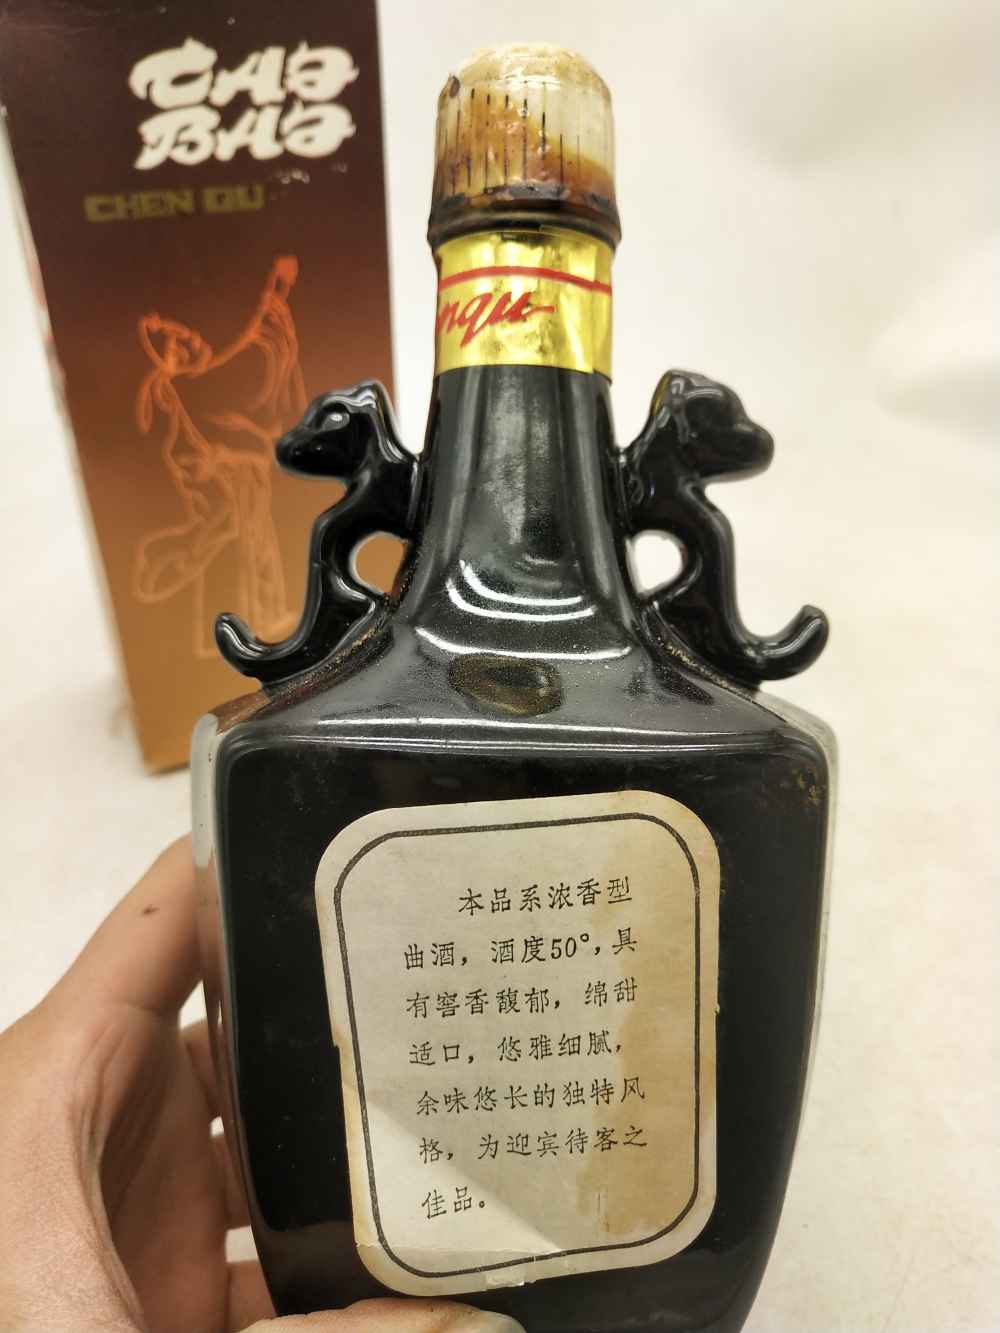 CAO
BAO
CHEN QU
nqu
本品系浓香型
曲酒，酒度50°，具
有窖香馥郁，绵甜
适口，悠雅细腻，
余味悠长的独特风
格，为迎宾待客之
佳品。